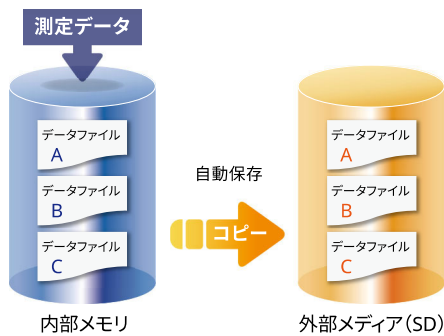 測定データ
データファイル
A
データファイル
B
データファイル
C
内部メモリ
自動保存
コピー
データファイル
A
データファイル
B
データファイル
C
外部メディア(SD)